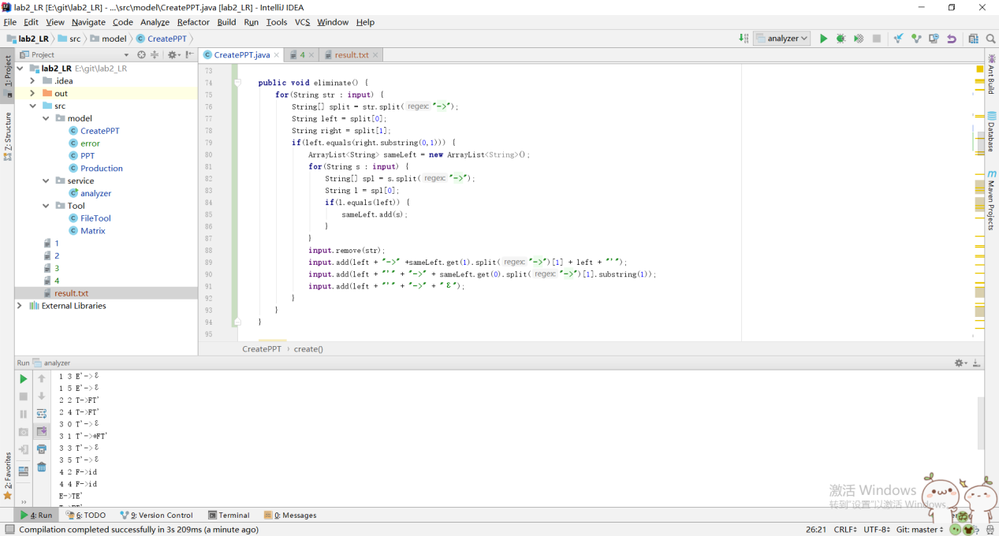 lab2_LR [E:\git\lab2_LR] - ...\src\model\CreatePPT.java [lab2_LR] - IntelliJ IDEA
File Edit View Navigate Code Analyze Refactor Build Run Tools VCS Window Help
lab2_LR src model CreatePPT analyzer
1: Project
Z: Structure
2: Favorites
Project
lab2_LR E:\git\lab2_LR
.idea
out
src
model
CreatePPT
error
PPT
Production
service
analyzer
Tool
FileTool
Matrix
1
2
3
4
result.txt
External Libraries
CreatePPT.java 4 result.txt
73
74 public void eliminate() {
75 for(String str : input) {
76 String[] split = str.split( regex: "->");
77 String left = split[0];
78 String right = split[1];
79 if(left.equals(right.substring(0,1))) {
80 ArrayList<String> sameLeft = new ArrayList<String>();
81 for(String s : input) {
82 String[] spl = s.split( regex: "->");
83 String l = spl[0];
84 if(l.equals(left)) {
85 sameLeft.add(s);
86 }
87 }
88 input.remove(str);
89 input.add(left + "->" +sameLeft.get(1).split( regex: "->")[1] + left + "'");
90 input.add(left + "'" + "->" + sameLeft.get(0).split( regex: "->")[1].substring(1));
91 input.add(left + "'" + "->" + "ε");
92 }
93 }
94 }
95
CreatePPT › create()
Ant Build
Database
Maven Projects
Run analyzer
1 3 E'->ε
1 5 E'->ε
2 2 T->FT'
2 4 T->FT'
3 0 T'->ε
3 1 T'->*FT'
3 3 T'->ε
3 5 T'->ε
4 2 F->id
4 4 F->id
E->TE'
激活 Windows
转到"设置"以激活 Windows。
4: Run 6: TODO 9: Version Control Terminal 0: Messages
Compilation completed successfully in 3s 209ms (a minute ago) 26:21 CRLF UTF-8 Git: master